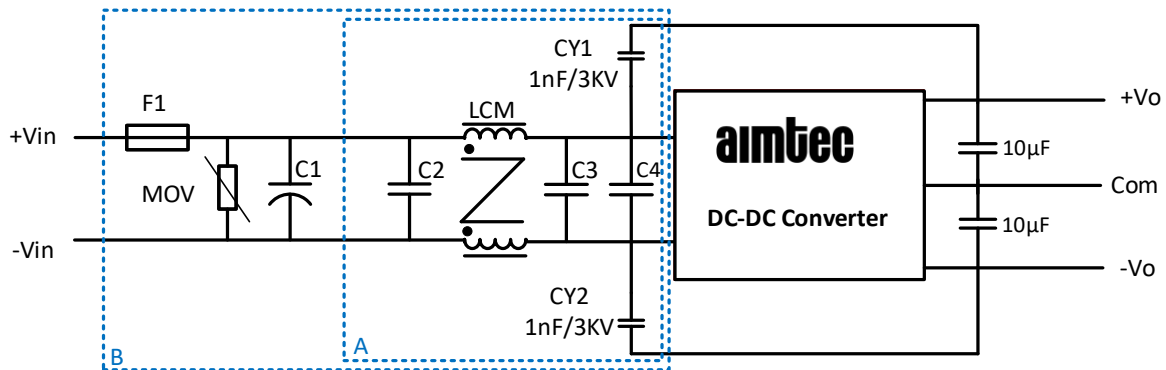 CY1
1nF/3KV
F1
LCM
+Vo
+Vin
aimtec
10µF
MOV
C1
C2
C3
C4
Com
DC-DC Converter
10µF
-Vin
-Vo
CY2
1nF/3KV
B
A